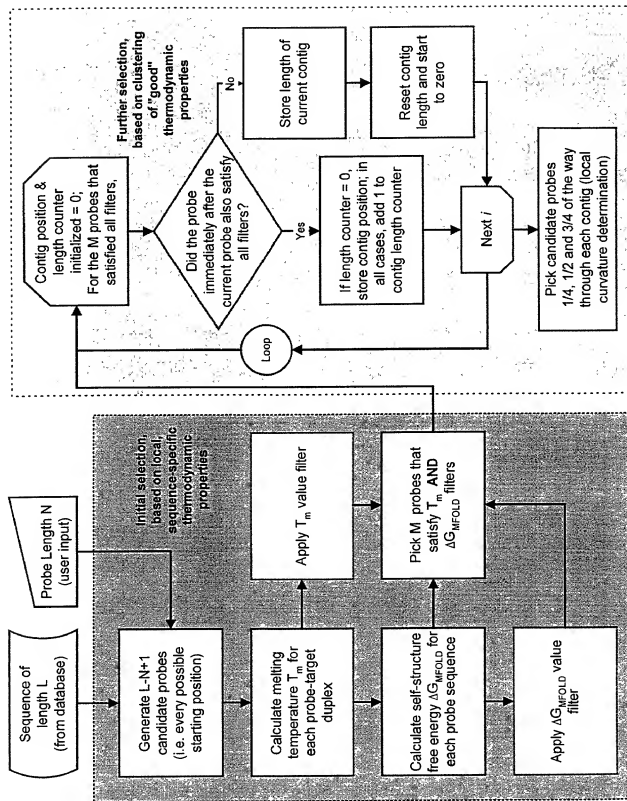 Sequence of
length L
(from database)
Probe Length N
(user input)
Initial selection,
based on local,
sequence-specific
thermodynamic
properties
Generate L-N+1
candidate probes
(i.e. every possible
starting position)
Calculate melting
temperature Tm for
each probe-target
duplex
Apply Tm value filter
Calculate self-structure
free energy ΔGMFOLD for
each probe sequence
Pick M probes that
satisfy Tm AND
ΔGMFOLD filters
Apply ΔGMFOLD value
filter
Contig position &
length counter
initialized = 0;
For the M probes that
satisfied all filters,
Further selection,
based on clustering
of "good"
thermodynamic
properties
Did the probe
immediately after the
current probe also satisfy
all filters?
No
Yes
Store length of
current contig
Reset contig
length and start
to zero
If length counter = 0,
store contig position; in
all cases, add 1 to
contig length counter
Loop
Next i
Pick candidate probes
1/4, 1/2 and 3/4 of the way
through each contig (local
curvature determination)